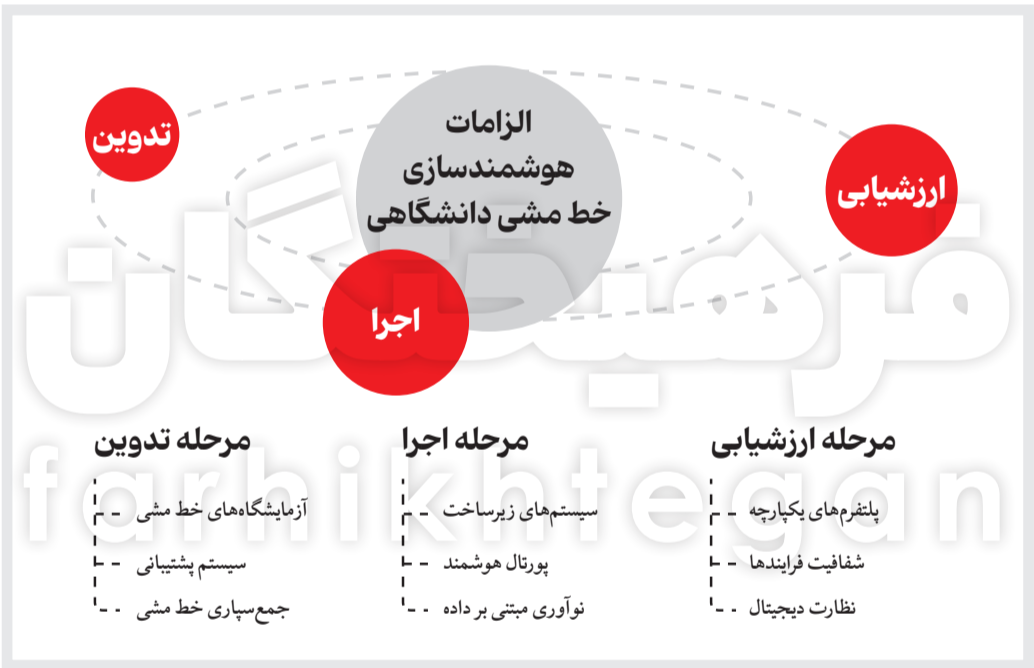 الزامات
هوشمندسازی
خط مشی دانشگاهی
تدوین
ارزشیابی
اجرا
فرهیختگان
farhikhtegan
مرحله ارزشیابی
پلتفرم‌های یکپارچه
شفافیت فرایندها
نظارت دیجیتال
مرحله اجرا
سیستم‌های زیرساخت
پورتال هوشمند
نوآوری مبتنی بر داده
مرحله تدوین
آزمایشگاه‌های خط مشی
سیستم پشتیبانی
جمع‌سپاری خط مشی